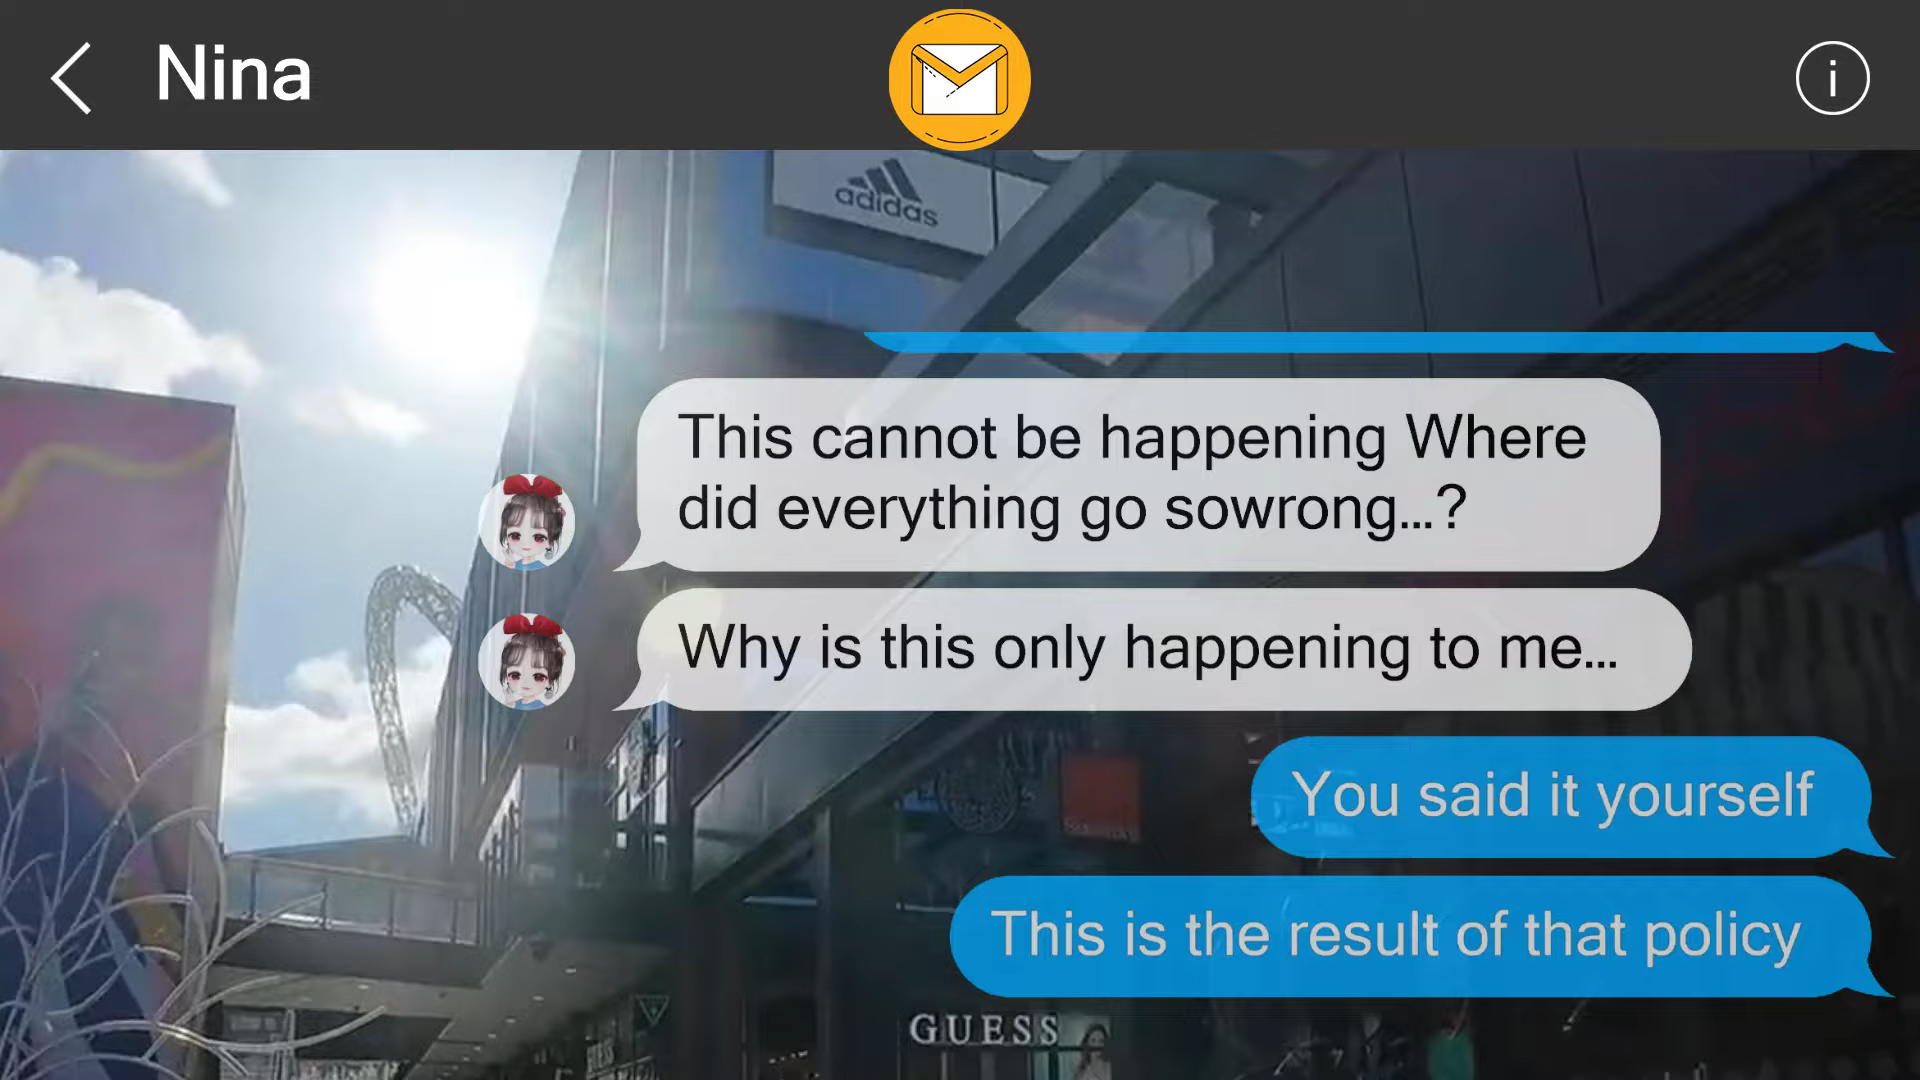 Nina
i
adidas
This cannot be happening Where
did everything go sowrong...?
Why is this only happening to me...
You said it yourself
This is the result of that policy
GUESS